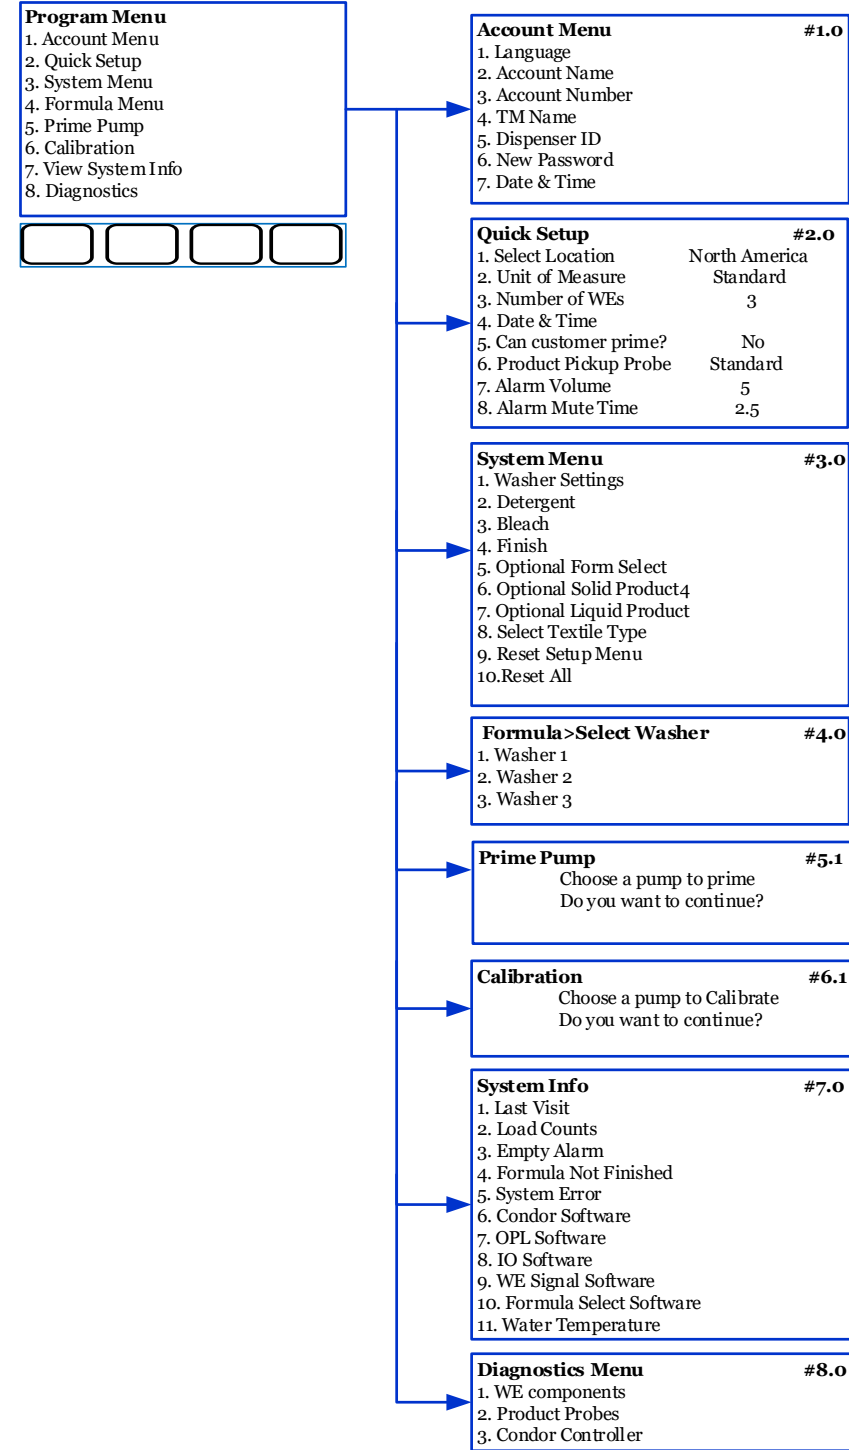 Program Menu
1. Account Menu
2. Quick Setup
3. System Menu
4. Formula Menu
5. Prime Pump
6. Calibration
7. View System Info
8. Diagnostics
Account Menu #1.0
1. Language
2. Account Name
3. Account Number
4. TM Name
5. Dispenser ID
6. New Password
7. Date & Time
Quick Setup #2.0
1. Select Location North America
2. Unit of Measure Standard
3. Number of WEs 3
4. Date & Time
5. Can customer prime? No
6. Product Pickup Probe Standard
7. Alarm Volume 5
8. Alarm Mute Time 2.5
System Menu #3.0
1. Washer Settings
2. Detergent
3. Bleach
4. Finish
5. Optional Form Select
6. Optional Solid Product4
7. Optional Liquid Product
8. Select Textile Type
9. Reset Setup Menu
10.Reset All
Formula>Select Washer #4.0
1. Washer 1
2. Washer 2
3. Washer 3
Prime Pump #5.1
Choose a pump to prime
Do you want to continue?
Calibration #6.1
Choose a pump to Calibrate
Do you want to continue?
System Info #7.0
1. Last Visit
2. Load Counts
3. Empty Alarm
4. Formula Not Finished
5. System Error
6. Condor Software
7. OPL Software
8. IO Software
9. WE Signal Software
10. Formula Select Software
11. Water Temperature
Diagnostics Menu #8.0
1. WE components
2. Product Probes
3. Condor Controller